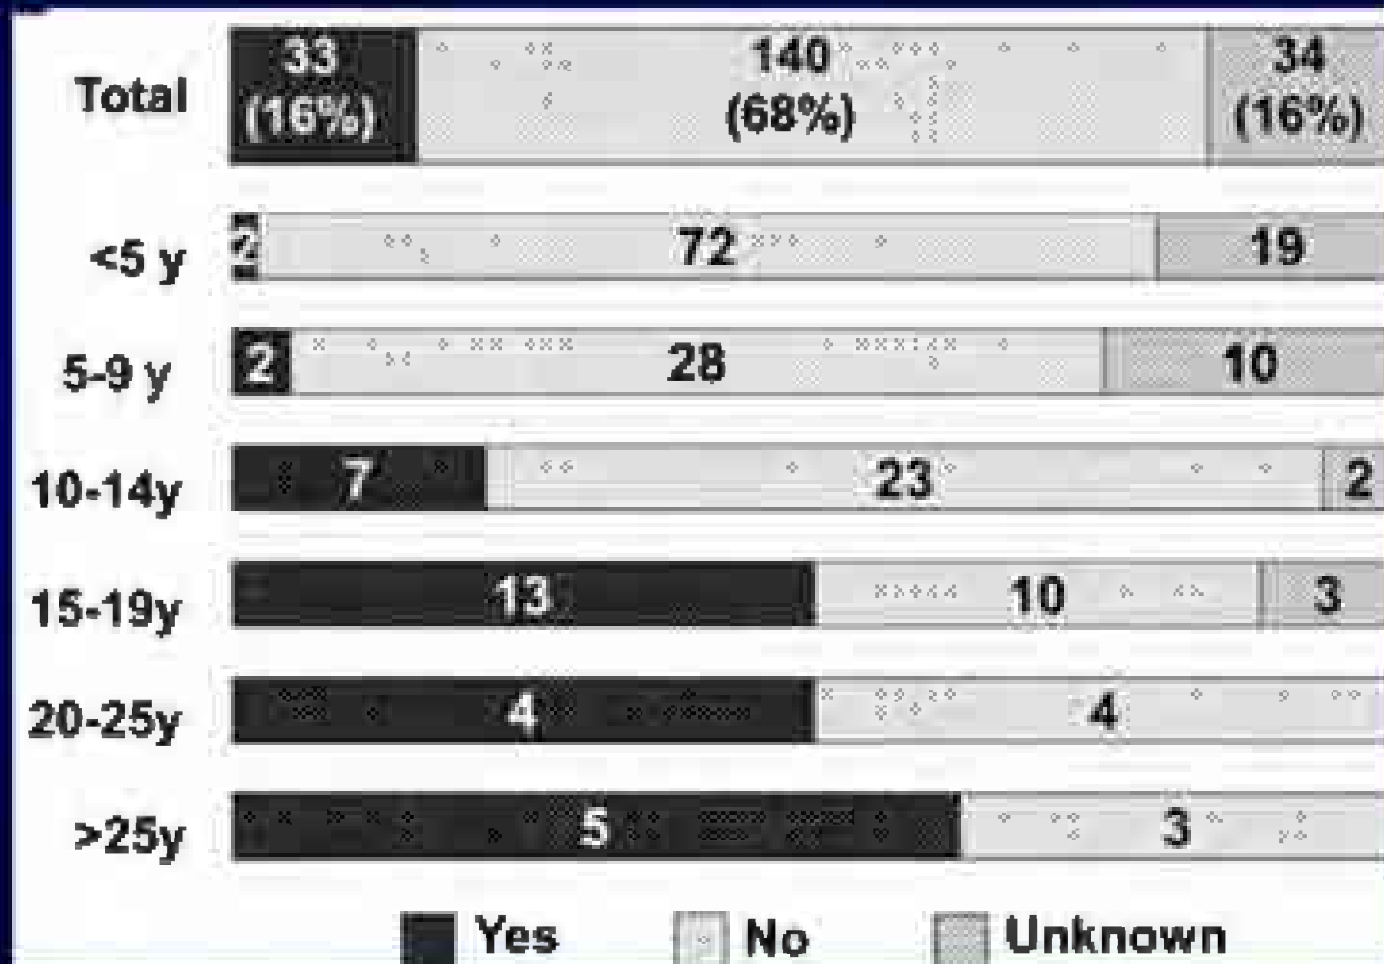 33 140 34
Total (16%) (68%) (16%)
<5 y 2 72 19
5-9 y 2 28 10
10-14y 7 23 2
15-19y 13 10 3
20-25y 4 4
>25y 5 3
Yes No Unknown